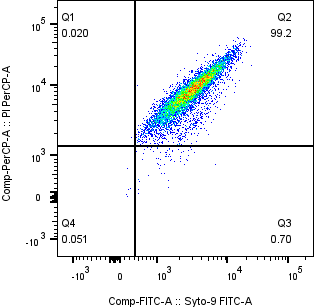 Q1
0.020
Q2
99.2
10^5
10^4
10^3
0
-10^3
Comp-PerCP-A :: PI PerCP-A
Q4
0.051
Q3
0.70
-10^3
0
10^3
10^4
10^5
Comp-FITC-A :: Syto-9 FITC-A